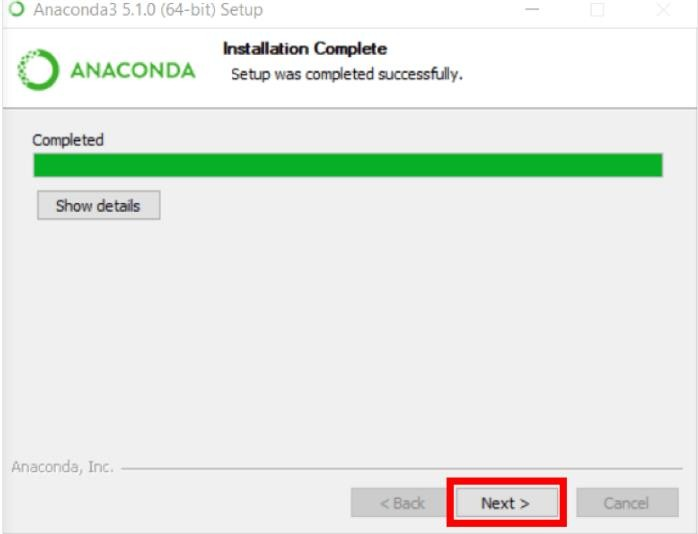 Anaconda3 5.1.0 (64-bit) Setup
ANACONDA
Installation Complete
Setup was completed successfully.
Completed
Show details
Anaconda, Inc.
< Back
Next >
Cancel